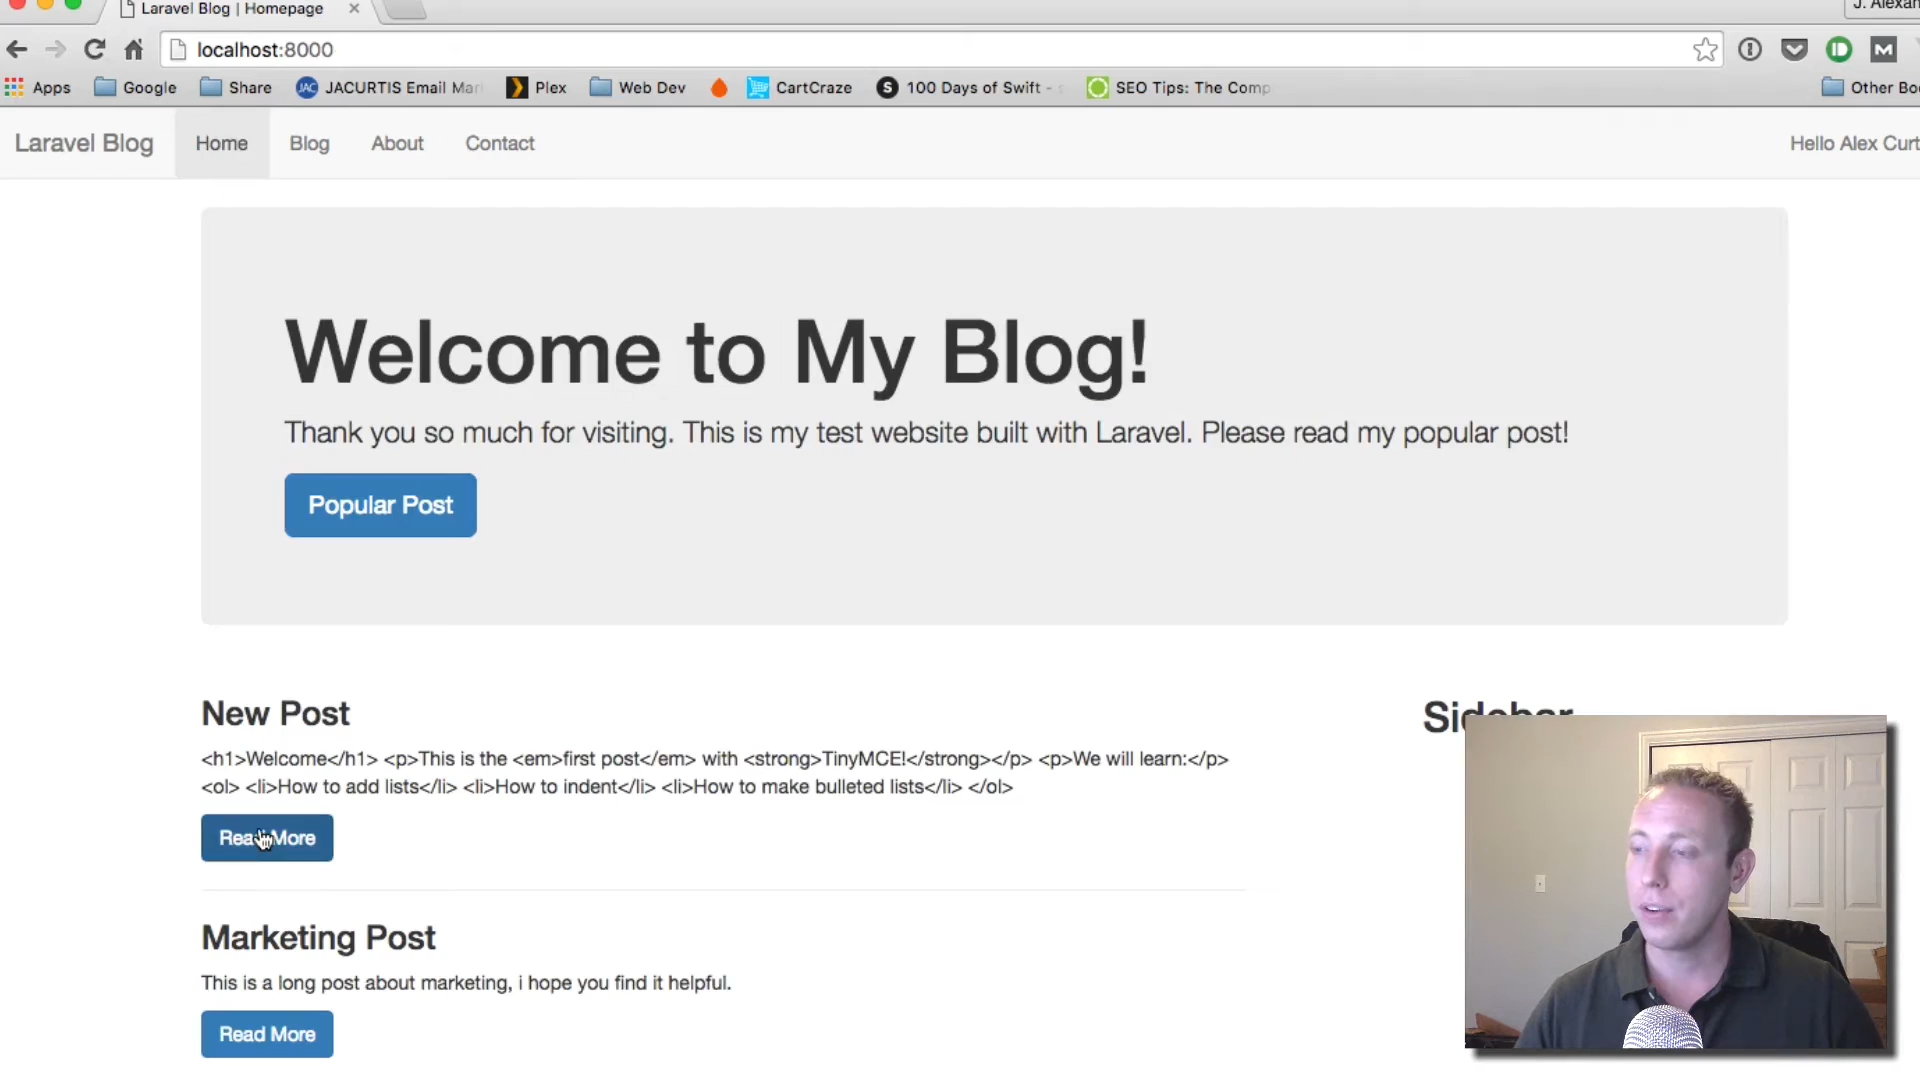 Laravel Blog | Homepage
J. Alexan
localhost:8000
Apps Google Share JACURTIS Email Mar Plex Web Dev CartCraze 100 Days of Swift - SEO Tips: The Comp Other Boo
Laravel Blog Home Blog About Contact Hello Alex Curt
Welcome to My Blog!
Thank you so much for visiting. This is my test website built with Laravel. Please read my popular post!
Popular Post
New Post
Sidebar
<h1>Welcome</h1> <p>This is the <em>first post</em> with <strong>TinyMCE!</strong></p> <p>We will learn:</p>
<ol> <li>How to add lists</li> <li>How to indent</li> <li>How to make bulleted lists</li> </ol>
Read More
Marketing Post
This is a long post about marketing, i hope you find it helpful.
Read More